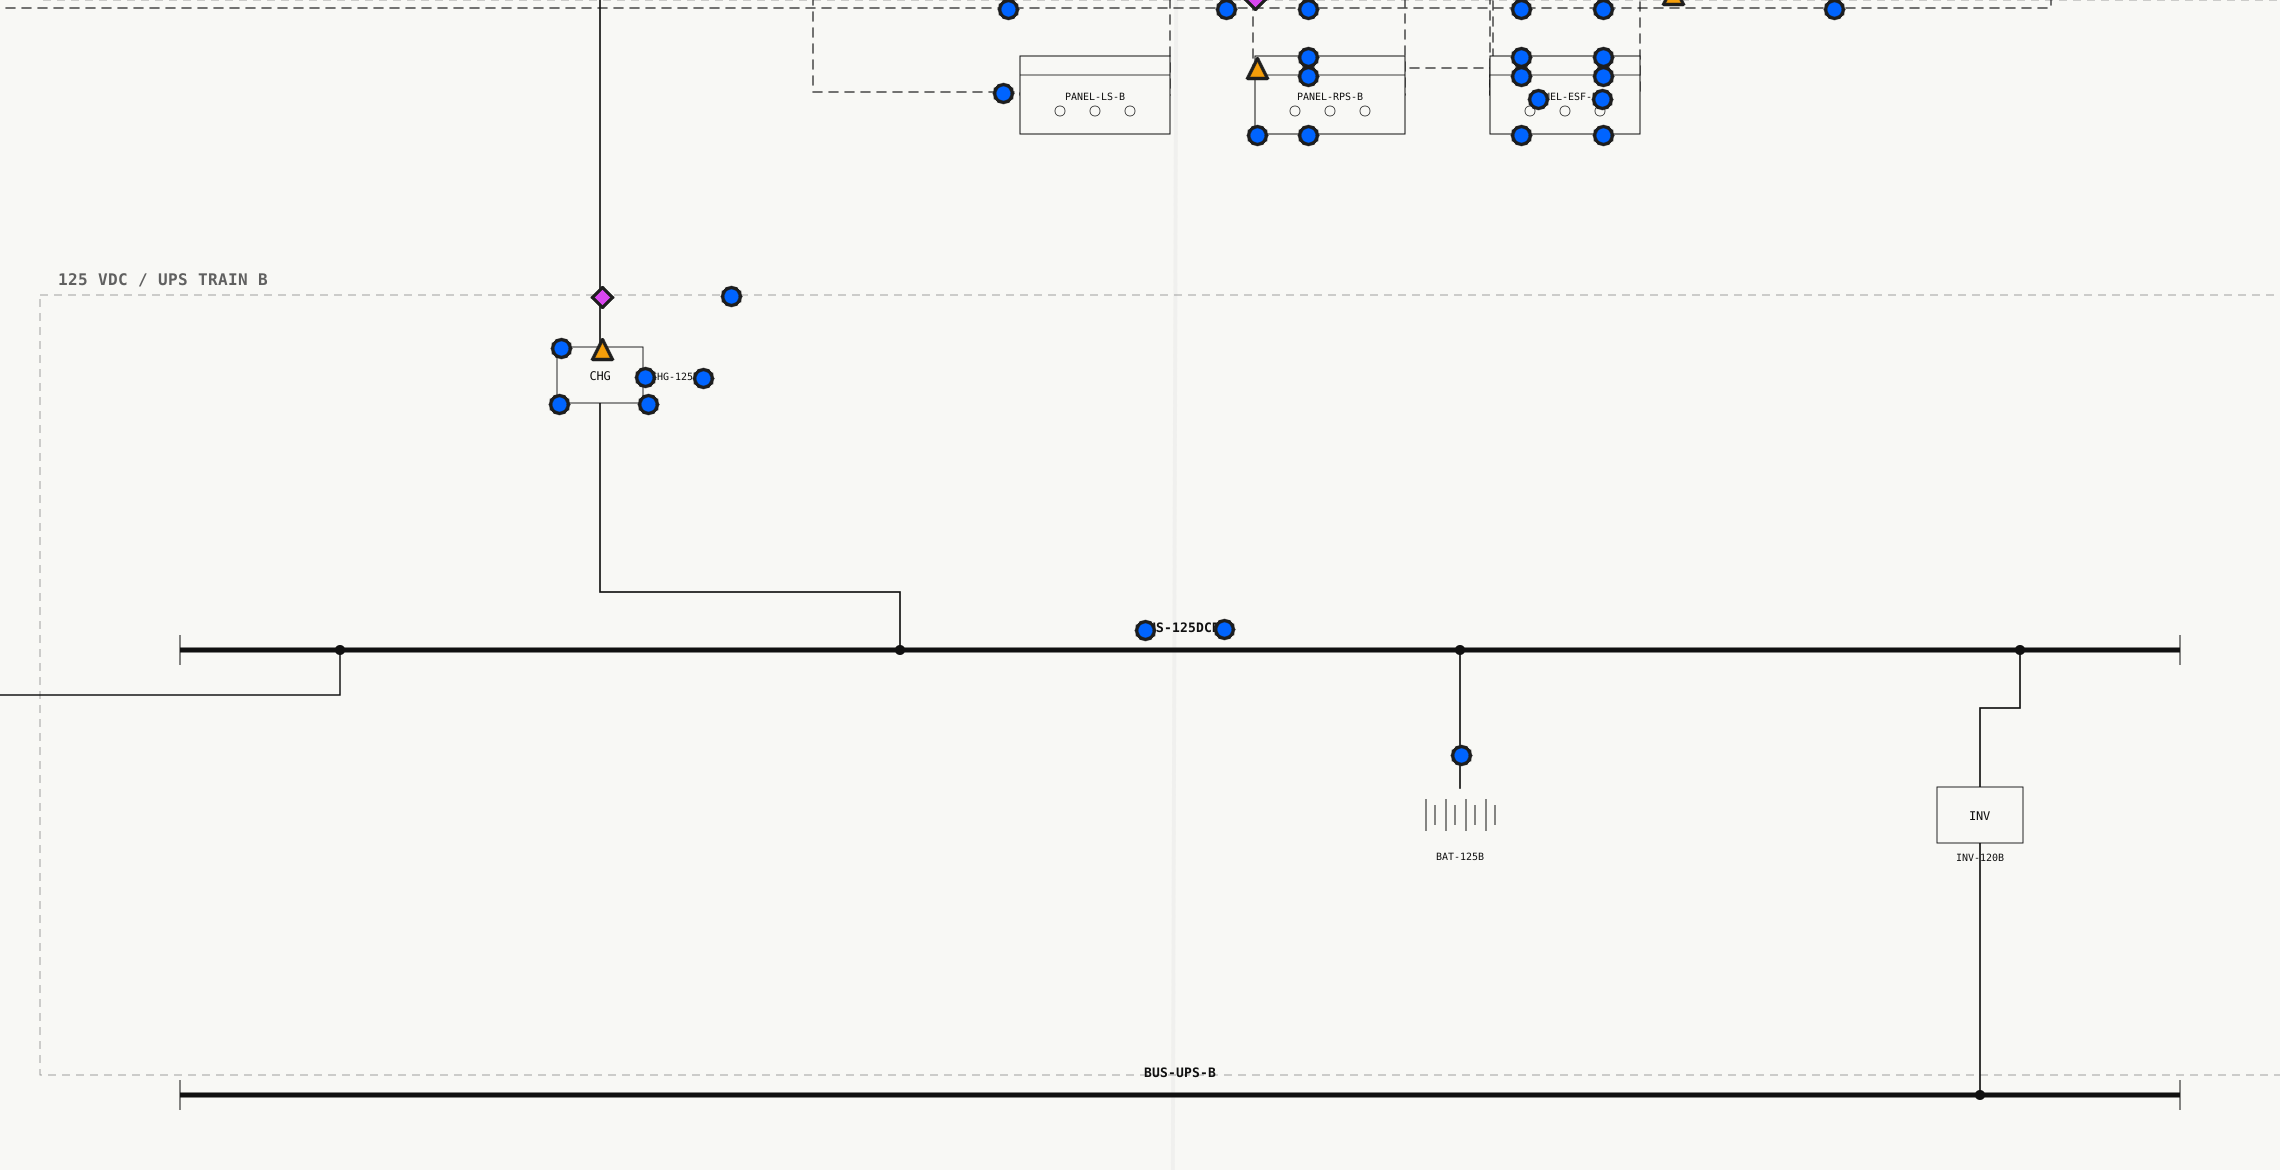 PANEL-LS-B
PANEL-RPS-B
125 VDC / UPS TRAIN B
CHG
INV
BAT-125B
INV-120B
BUS-UPS-B